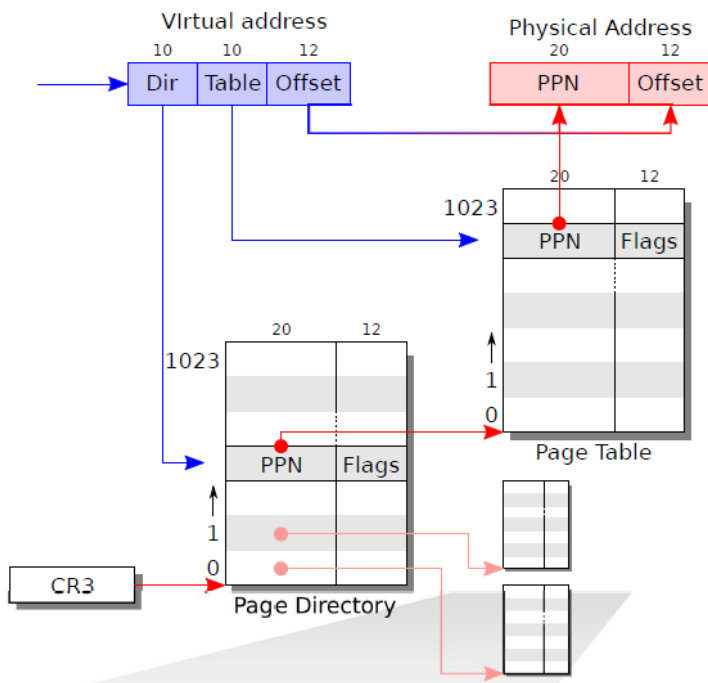 VIrtual address
Physical Address
10 10 12
20 12
Dir Table Offset
PPN Offset
20 12
1023
PPN Flags
1
0
Page Table
20 12
1023
PPN Flags
1
0
Page Directory
CR3